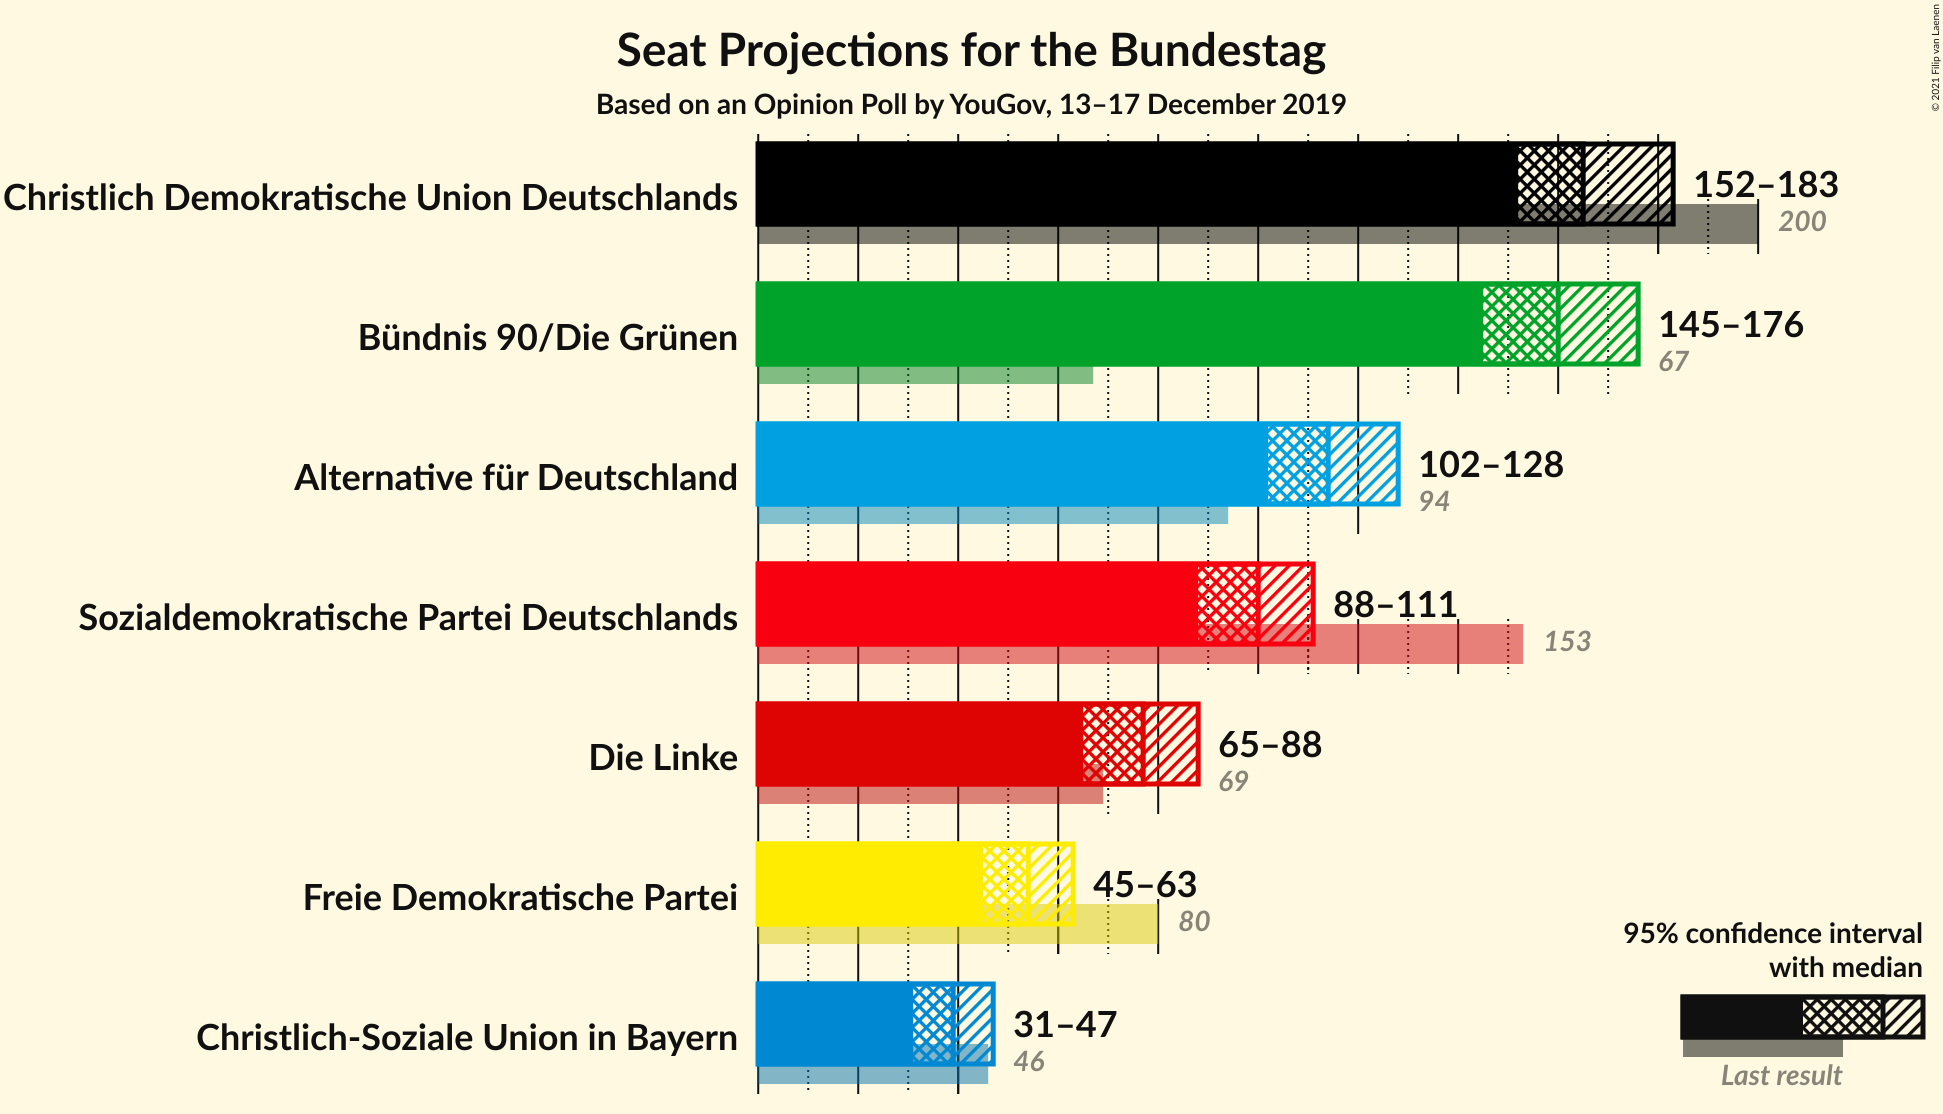 Seat Projections for the Bundestag
Based on an Opinion Poll by YouGov, 13–17 December 2019
© 2021 Filip van Laenen
Christlich Demokratische Union Deutschlands
152–183
200
Bündnis 90/Die Grünen
145–176
67
Alternative für Deutschland
102–128
94
Sozialdemokratische Partei Deutschlands
88–111
153
Die Linke
65–88
69
Freie Demokratische Partei
45–63
80
Christlich-Soziale Union in Bayern
31–47
46
95% confidence interval
with median
Last result